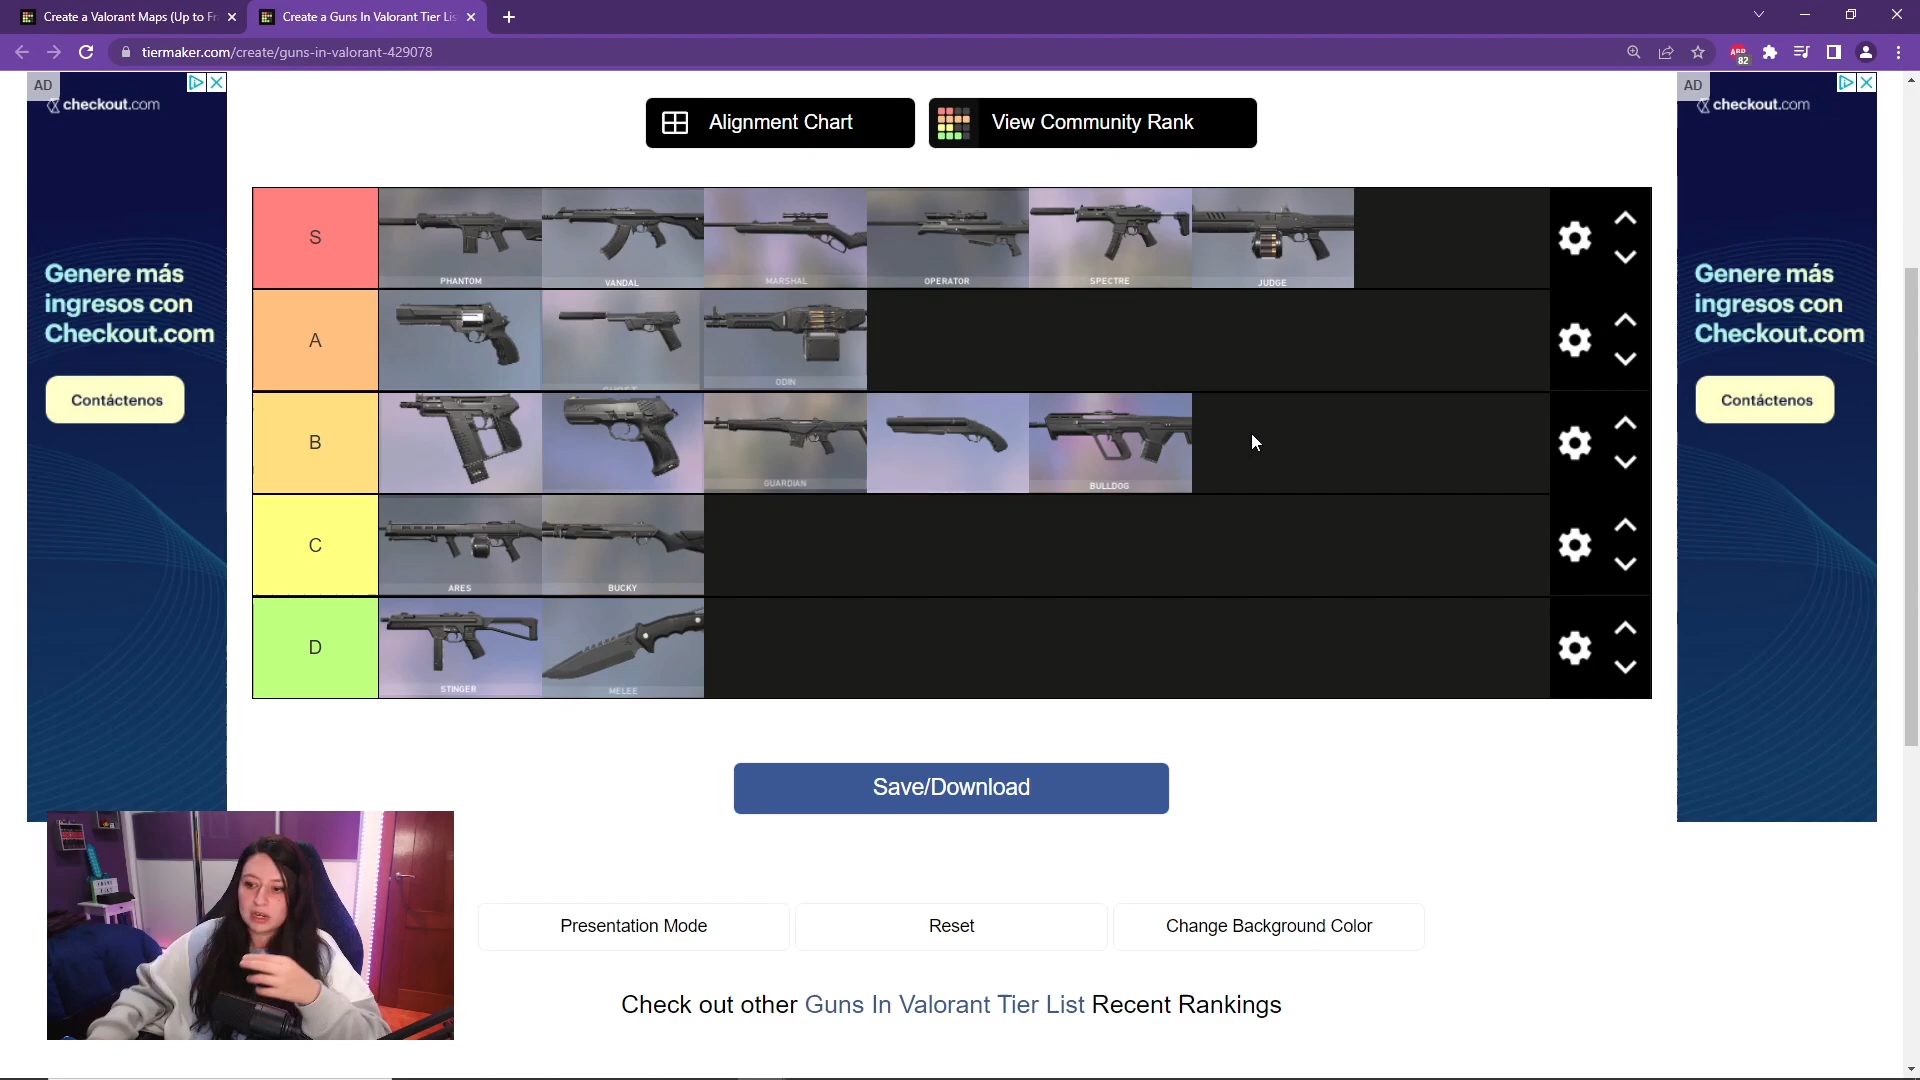 Create a Valorant Maps (Up to Fr
Create a Guns In Valorant Tier Lis
tiermaker.com/create/guns-in-valorant-429078
ABP
82
AD
checkout.com
Genere más
ingresos con
Checkout.com
Contáctenos
AD
checkout.com
Genere más
ingresos con
Checkout.com
Contáctenos
Alignment Chart
View Community Rank
S
PHANTOM
VANDAL
MARSHAL
OPERATOR
SPECTRE
JUDGE
A
GHOST
ODIN
B
GUARDIAN
BULLDOG
C
ARES
BUCKY
D
STINGER
MELEE
Save/Download
Presentation Mode
Reset
Change Background Color
Check out other Guns In Valorant Tier List Recent Rankings